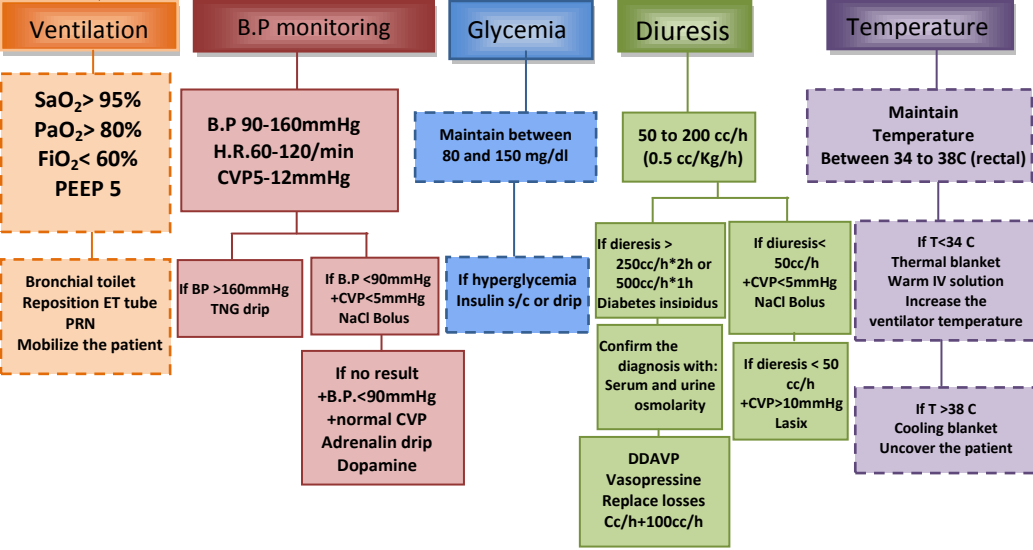 Ventilation
SaO₂> 95%
PaO₂> 80%
FiO₂< 60%
PEEP 5
Bronchial toilet
Reposition ET tube
PRN
Mobilize the patient
B.P monitoring
B.P 90-160mmHg
H.R.60-120/min
CVP5-12mmHg
If BP >160mmHg
TNG drip
If B.P <90mmHg
+CVP<5mmHg
NaCl Bolus
If no result
+B.P.<90mmHg
+normal CVP
Adrenalin drip
Dopamine
Glycemia
Maintain between
80 and 150 mg/dl
If hyperglycemia
Insulin s/c or drip
Diuresis
50 to 200 cc/h
(0.5 cc/Kg/h)
If dieresis >
250cc/h*2h or
500cc/h*1h
Diabetes insipidus
Confirm the
diagnosis with:
Serum and urine
osmolarity
DDAVP
Vasopressine
Replace losses
Cc/h+100cc/h
If diuresis<
50cc/h
+CVP<5mmHg
NaCl Bolus
If dieresis < 50
cc/h
+CVP>10mmHg
Lasix
Temperature
Maintain
Temperature
Between 34 to 38C (rectal)
If T<34 C
Thermal blanket
Warm IV solution
Increase the
ventilator temperature
If T >38 C
Cooling blanket
Uncover the patient